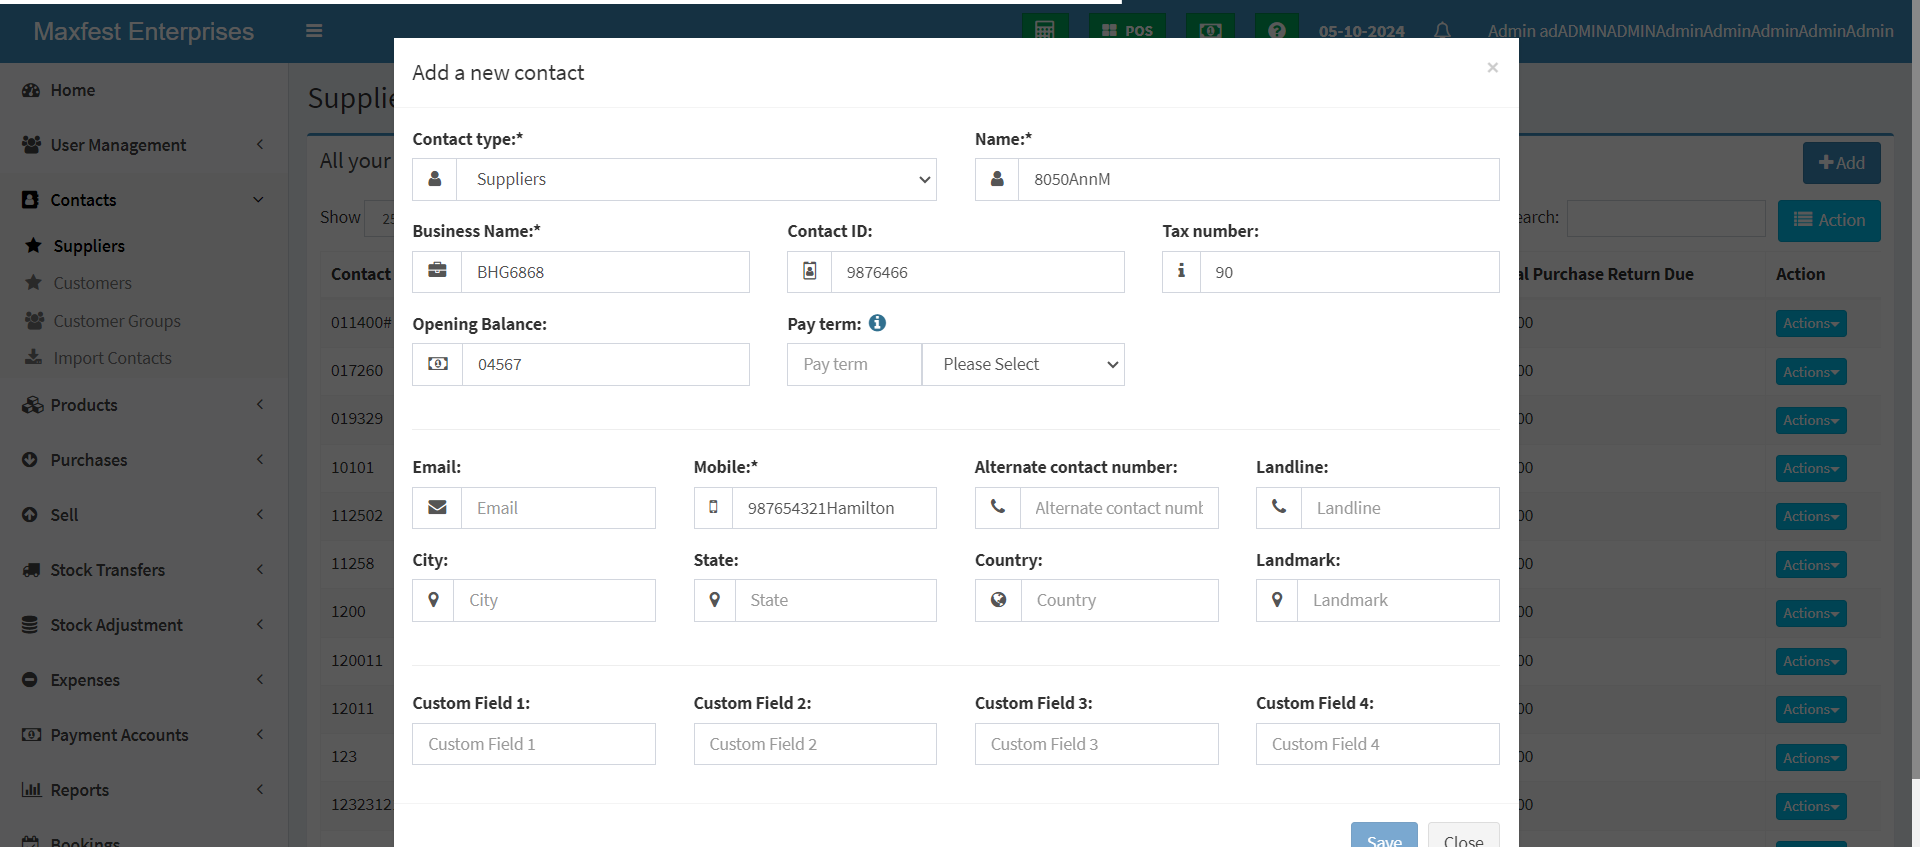 Maxfest Enterprises
POS
05-10-2024
Admin adADMINADMINAdminAdminAdminAdminAdmin
Home
User Management
Contacts
Suppliers
Customers
Customer Groups
Import Contacts
Products
Purchases
Sell
Stock Transfers
Stock Adjustment
Expenses
Payment Accounts
Reports
Bookings
Supplie
All your
Add
Show 25
earch:
Action
Contact
al Purchase Return Due
Action
011400#
00
Actions
017260
00
Actions
019329
00
Actions
10101
00
Actions
112502
00
Actions
11258
00
Actions
1200
00
Actions
120011
00
Actions
12011
00
Actions
123
00
Actions
1232312
00
Actions
Add a new contact
×
Contact type:*
Suppliers
Name:*
8050AnnM
Business Name:*
BHG6868
Contact ID:
9876466
Tax number:
90
Opening Balance:
04567
Pay term:
Pay term
Please Select
Email:
Email
Mobile:*
987654321Hamilton
Alternate contact number:
Alternate contact numb
Landline:
Landline
City:
City
State:
State
Country:
Country
Landmark:
Landmark
Custom Field 1:
Custom Field 1
Custom Field 2:
Custom Field 2
Custom Field 3:
Custom Field 3
Custom Field 4:
Custom Field 4
Save
Close